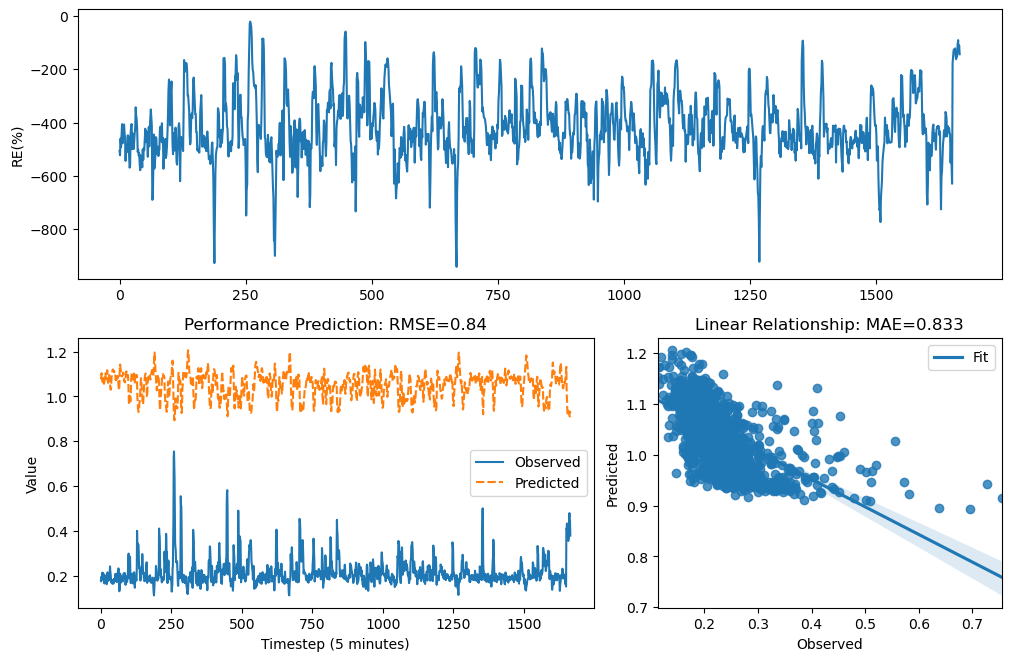 0
−200
−400
−600
−800
RE(%)
0 250 500 750 1000 1250 1500
Performance Prediction: RMSE=0.84
1.2
1.0
0.8
0.6
0.4
0.2
Value
Observed
Predicted
0 250 500 750 1000 1250 1500
Timestep (5 minutes)
Linear Relationship: MAE=0.833
1.2
1.1
1.0
0.9
0.8
0.7
Predicted
Fit
0.2 0.3 0.4 0.5 0.6 0.7
Observed